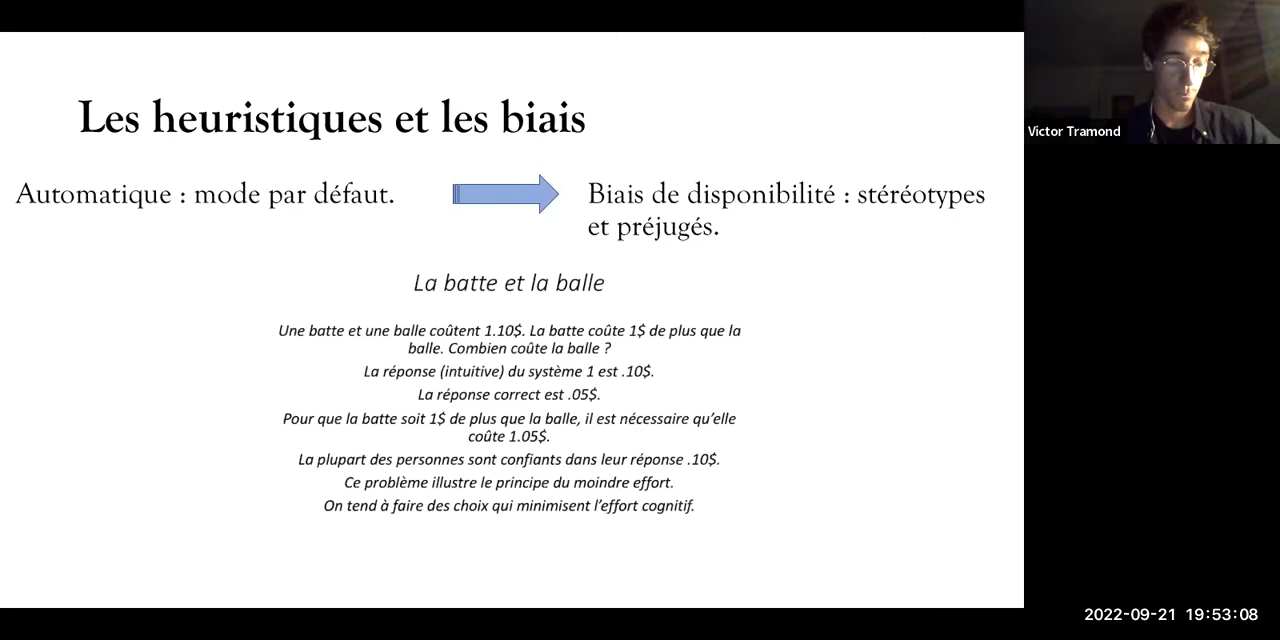 Les heuristiques et les biais
Automatique : mode par défaut.
Biais de disponibilité : stéréotypes
et préjugés.
La batte et la balle
Une batte et une balle coûtent 1.10$. La batte coûte 1$ de plus que la
balle. Combien coûte la balle ?
La réponse (intuitive) du système 1 est .10$.
La réponse correct est .05$.
Pour que la batte soit 1$ de plus que la balle, il est nécessaire qu’elle
coûte 1.05$.
La plupart des personnes sont confiants dans leur réponse .10$.
Ce problème illustre le principe du moindre effort.
On tend à faire des choix qui minimisent l’effort cognitif.
Victor Tramond
2022-09-21 19:53:08